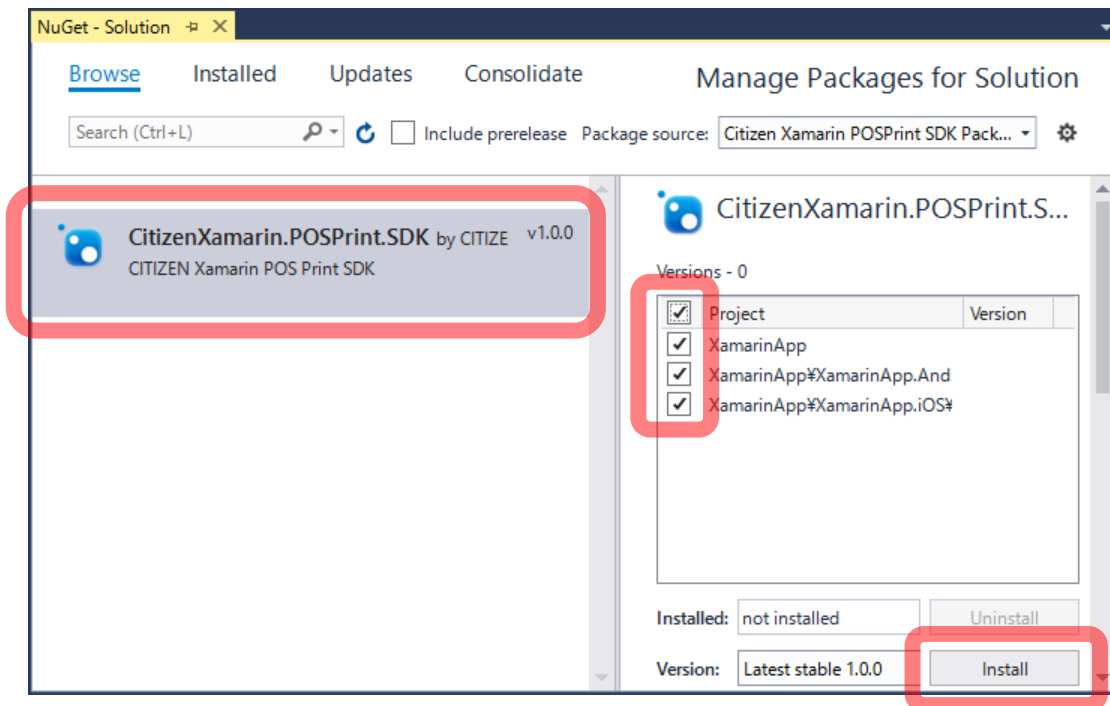 NuGet - Solution
Browse Installed Updates Consolidate Manage Packages for Solution
Search (Ctrl+L) Include prerelease Package source: Citizen Xamarin POSPrint SDK Pack...
CitizenXamarin.POSPrint.SDK by CITIZE v1.0.0
CITIZEN Xamarin POS Print SDK
CitizenXamarin.POSPrint.S...
Versions - 0
Project Version
XamarinApp
XamarinApp¥XamarinApp.And
XamarinApp¥XamarinApp.iOS¥
Installed: not installed Uninstall
Version: Latest stable 1.0.0 Install